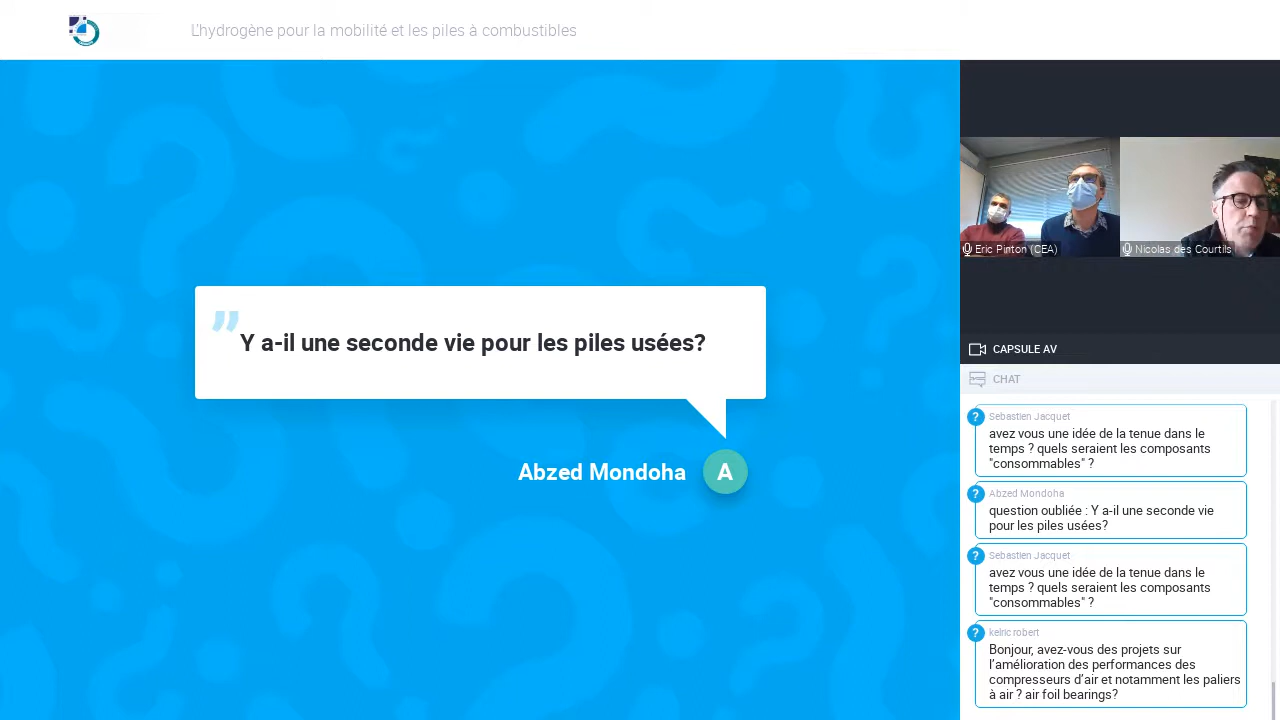 L'hydrogène pour la mobilité et les piles à combustibles
Y a-il une seconde vie pour les piles usées?
Abzed Mondoha
A
Eric Pinton (CEA)
Nicolas des Courtils
CAPSULE AV
CHAT
Sebastien Jacquet
avez vous une idée de la tenue dans le
temps ? quels seraient les composants
"consommables" ?
Abzed Mondoha
question oubliée : Y a-il une seconde vie
pour les piles usées?
Sebastien Jacquet
avez vous une idée de la tenue dans le
temps ? quels seraient les composants
"consommables" ?
kelric robert
Bonjour, avez-vous des projets sur
l’amélioration des performances des
compresseurs d’air et notamment les paliers
à air ? air foil bearings?